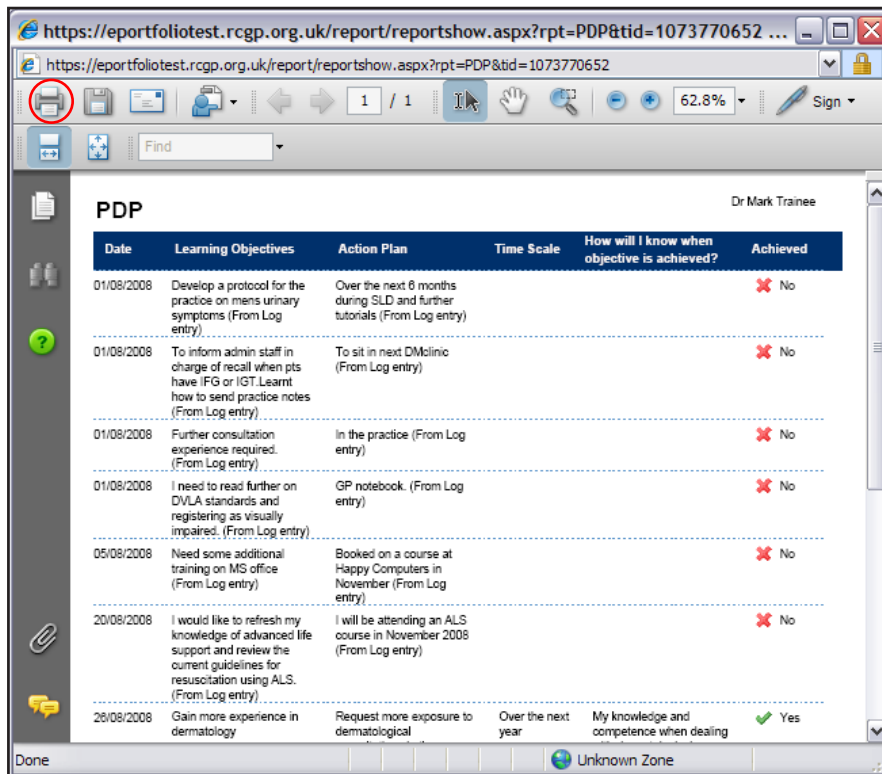 https://eportfoliotest.rcgp.org.uk/report/reportshow.aspx?rpt=PDP&tid=1073770652 ...
https://eportfoliotest.rcgp.org.uk/report/reportshow.aspx?rpt=PDP&tid=1073770652
1 / 1 62.8% Sign
Find
PDP Dr Mark Trainee
Date Learning Objectives Action Plan Time Scale How will I know when objective is achieved? Achieved
01/08/2008 Develop a protocol for the Over the next 6 months No
practice on mens urinary during SLD and further
symptoms (From Log tutorials (From Log entry)
entry)
01/08/2008 To inform admin staff in To sit in next DMclinic No
charge of recall when pts (From Log entry)
have IFG or IGT.Learnt
how to send practice notes
(From Log entry)
01/08/2008 Further consultation In the practice (From Log No
experience required. entry)
(From Log entry)
01/08/2008 I need to read further on GP notebook. (From Log No
DVLA standards and entry)
registering as visually
impaired. (From Log entry)
05/08/2008 Need some additional Booked on a course at No
training on MS office Happy Computers in
(From Log entry) November (From Log
entry)
20/08/2008 I would like to refresh my I will be attending an ALS No
knowledge of advanced life course in November 2008
support and review the (From Log entry)
current guidelines for
resuscitation using ALS.
(From Log entry)
26/08/2008 Gain more experience in Request more exposure to Over the next My knowledge and Yes
dermatology dermatological year competence when dealing
Done Unknown Zone